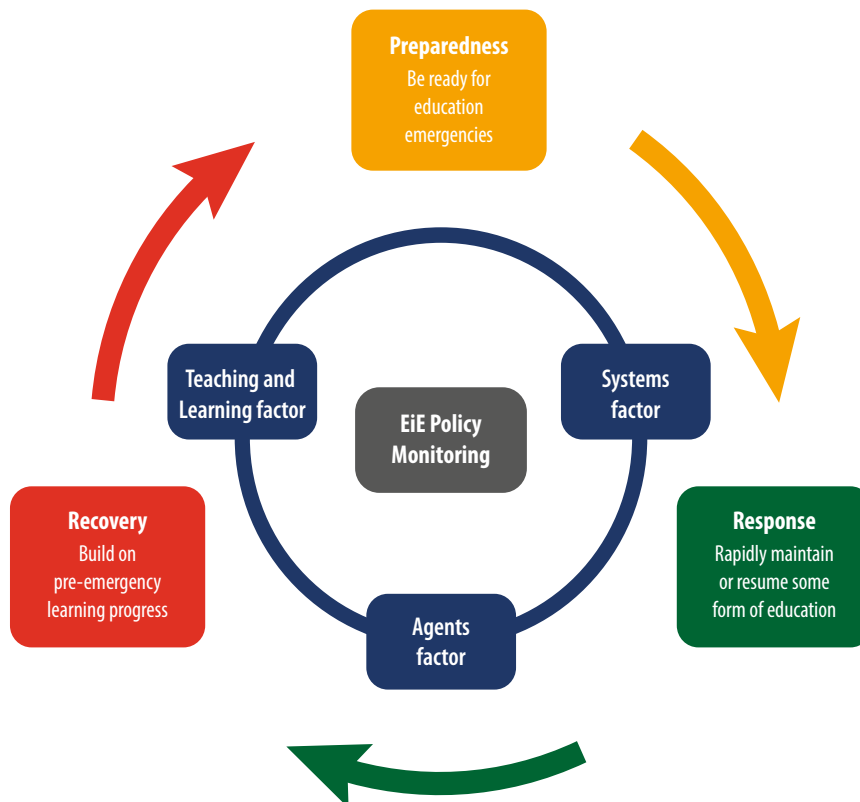 Preparedness
Be ready for
education
emergencies
Teaching and
Learning factor
Systems
factor
EiE Policy
Monitoring
Recovery
Build on
pre-emergency
learning progress
Response
Rapidly maintain
or resume some
form of education
Agents
factor